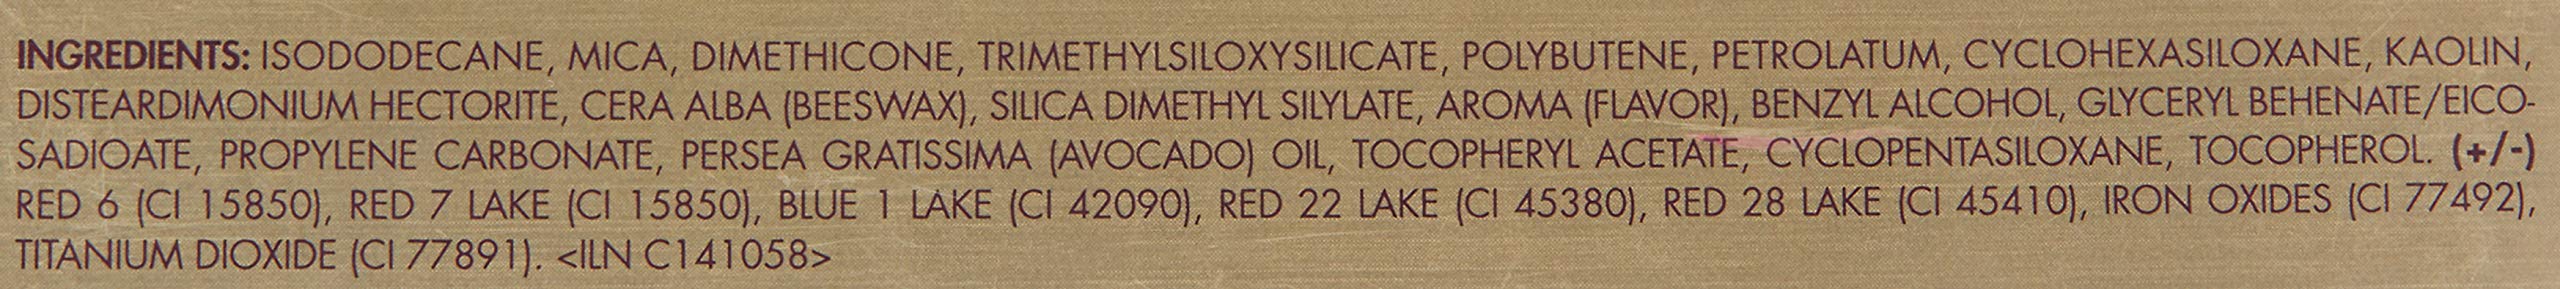 INGREDIENTS: ISODODECANE, MICA, DIMETHICONE, TRIMETHYLSILOXYSILICATE, POLYBUTENE, PETROLATUM, CYCLOHEXASILOXANE, KAOLIN,
DISTEARDIMONIUM HECTORITE, CERA ALBA (BEESWAX), SILICA DIMETHYL SILYLATE, AROMA (FLAVOR), BENZYL ALCOHOL, GLYCERYL BEHENATE/EICO-
SADIOATE, PROPYLENE CARBONATE, PERSEA GRATISSIMA (AVOCADO) OIL, TOCOPHERYL ACETATE, CYCLOPENTASILOXANE, TOCOPHEROL. (+/-)
RED 6 (CI 15850), RED 7 LAKE (CI 15850), BLUE 1 LAKE (CI 42090), RED 22 LAKE (CI 45380), RED 28 LAKE (CI 45410), IRON OXIDES (CI 77492),
TITANIUM DIOXIDE (CI 77891). <ILN C141058>